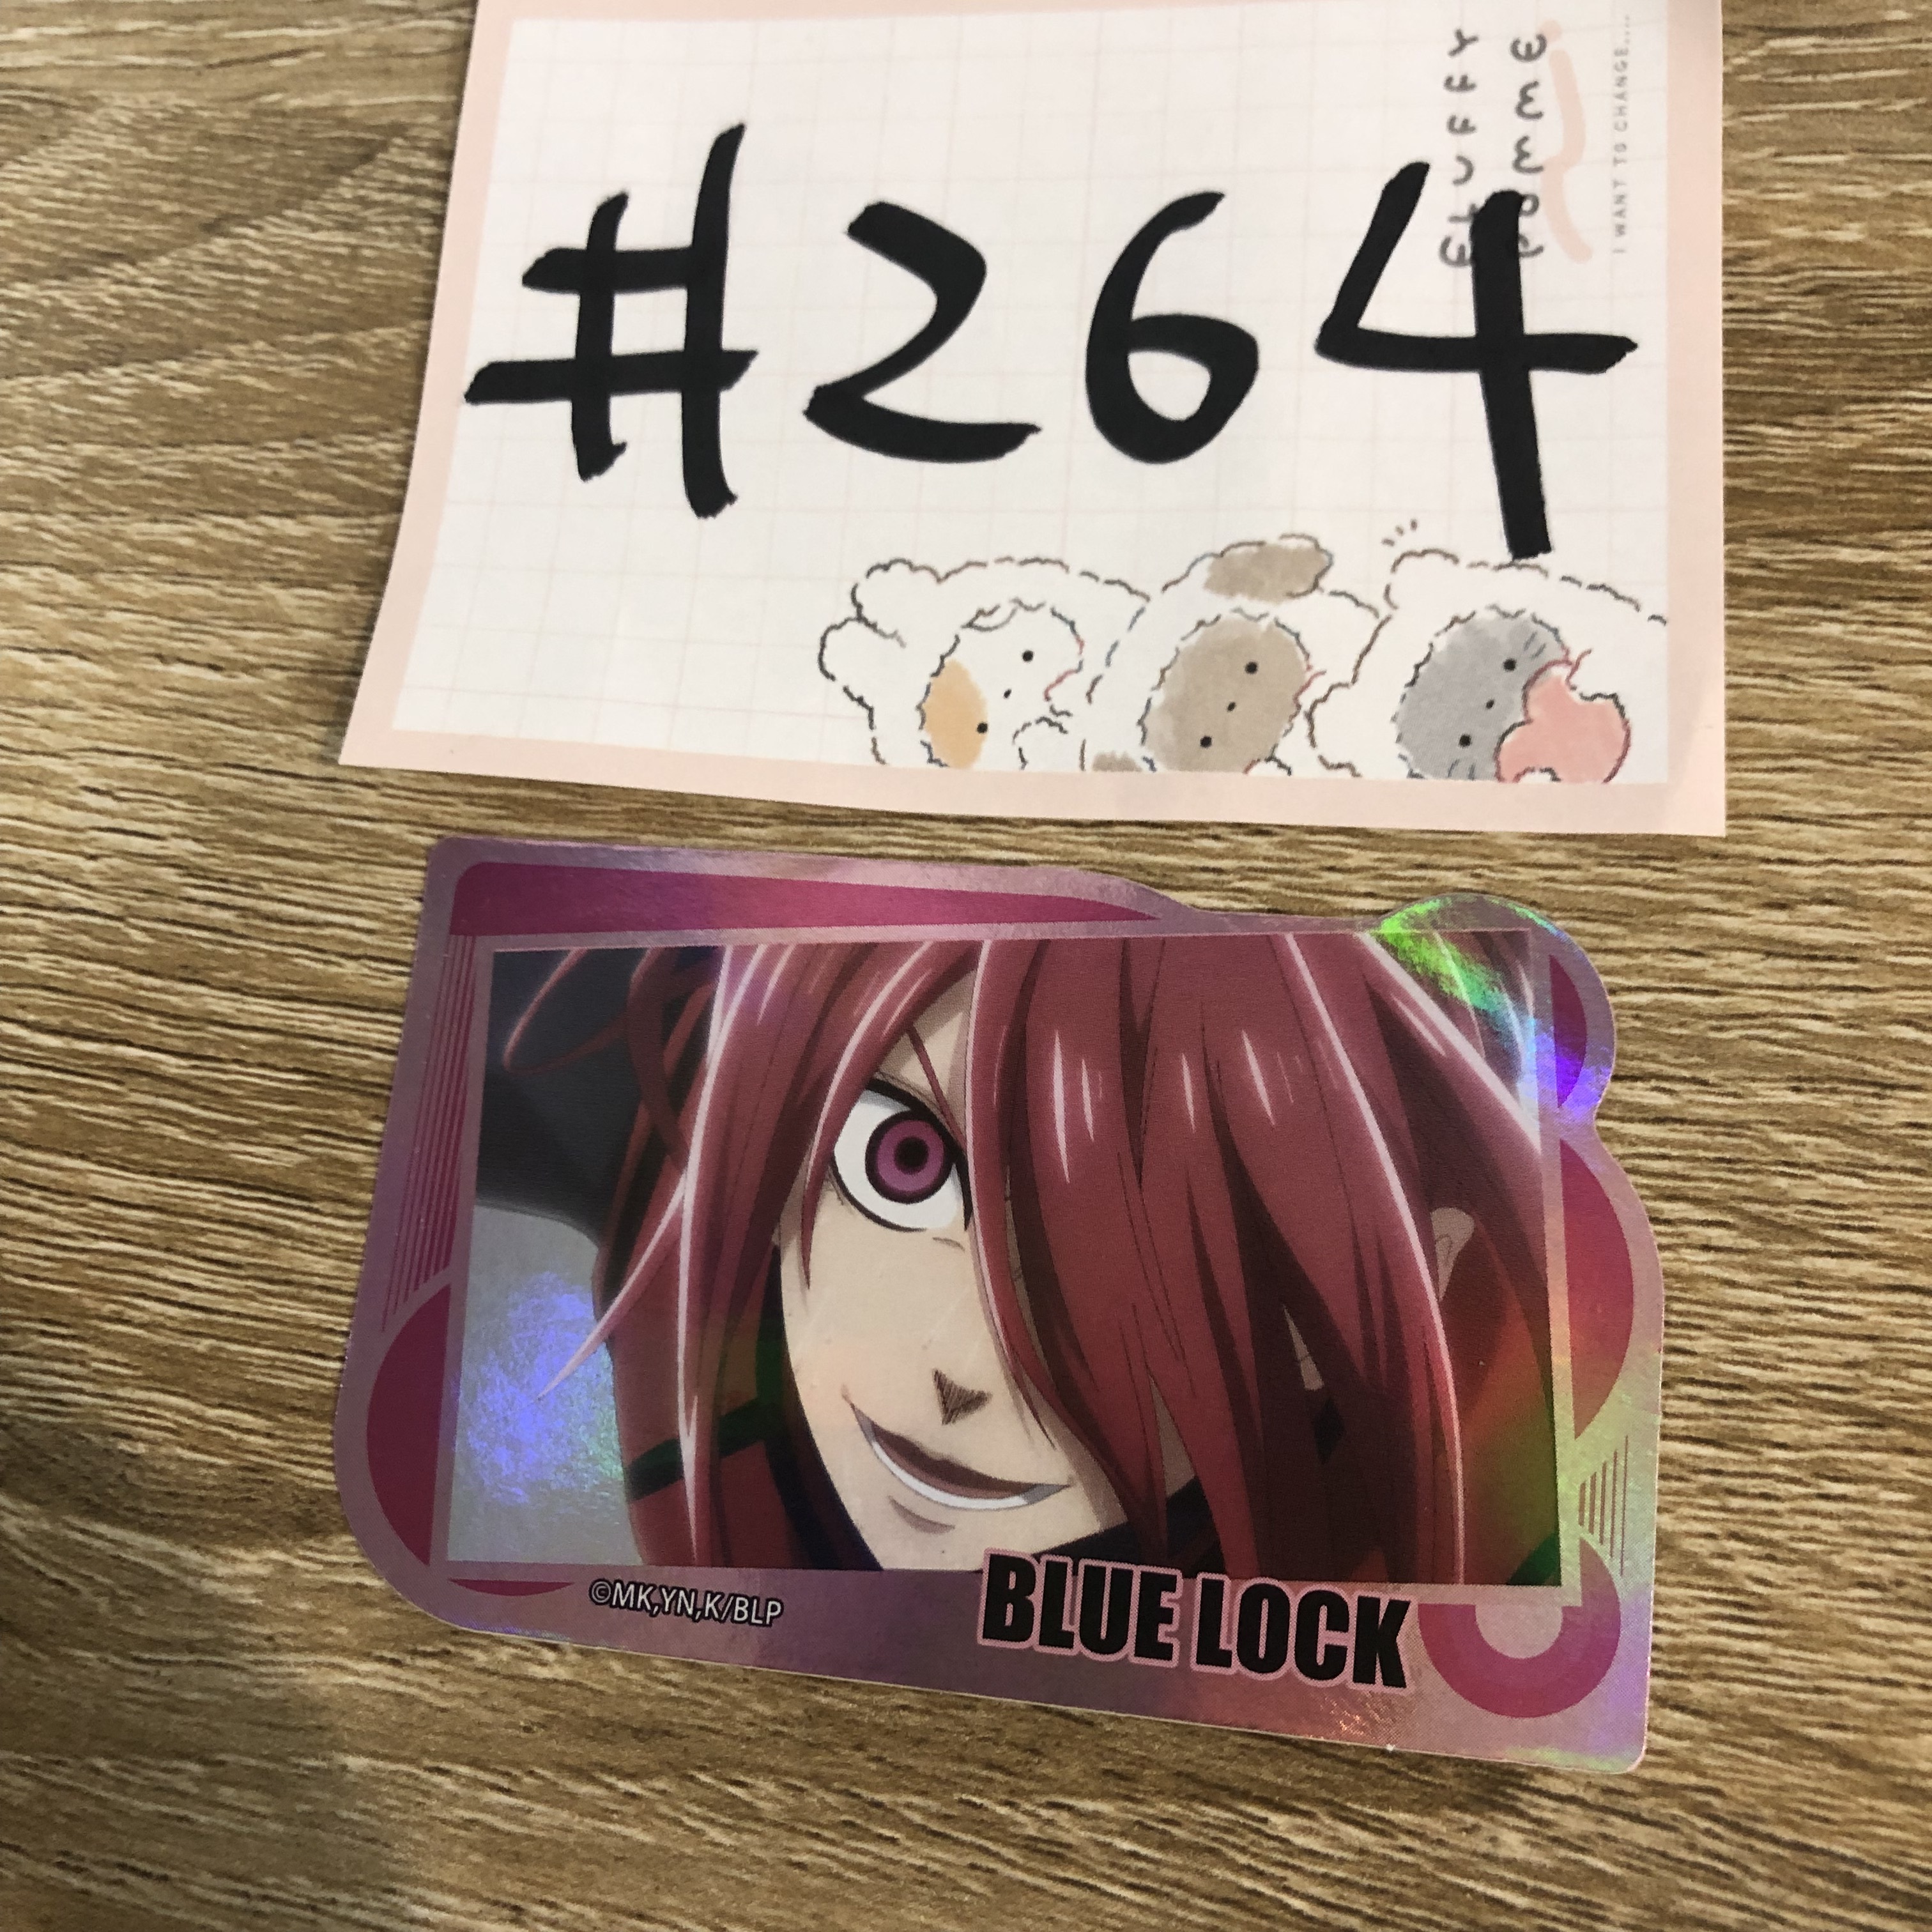 #264
FLUFFY
POMME
I WANT TO CHANGE....
©MK,YN,K/BLP
BLUE LOCK